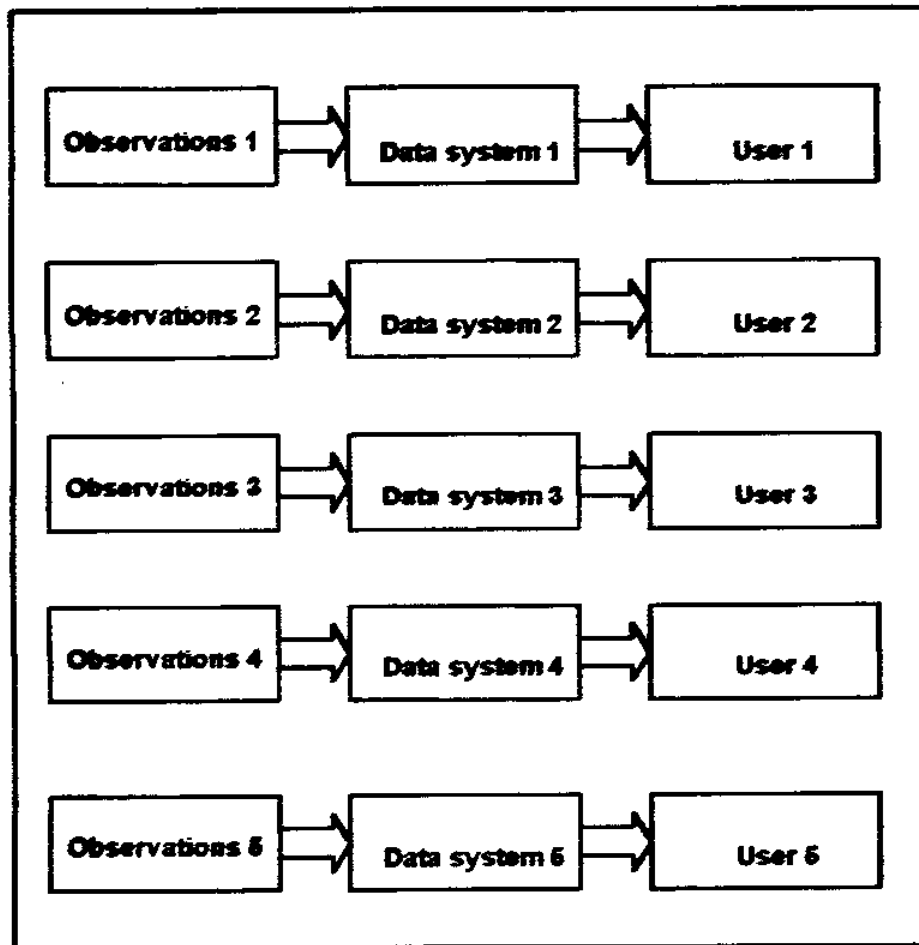 Observations 1
Data system 1
User 1
Observations 2
Data system 2
User 2
Observations 3
Data system 3
User 3
Observations 4
Data system 4
User 4
Observations 5
Data system 5
User 5